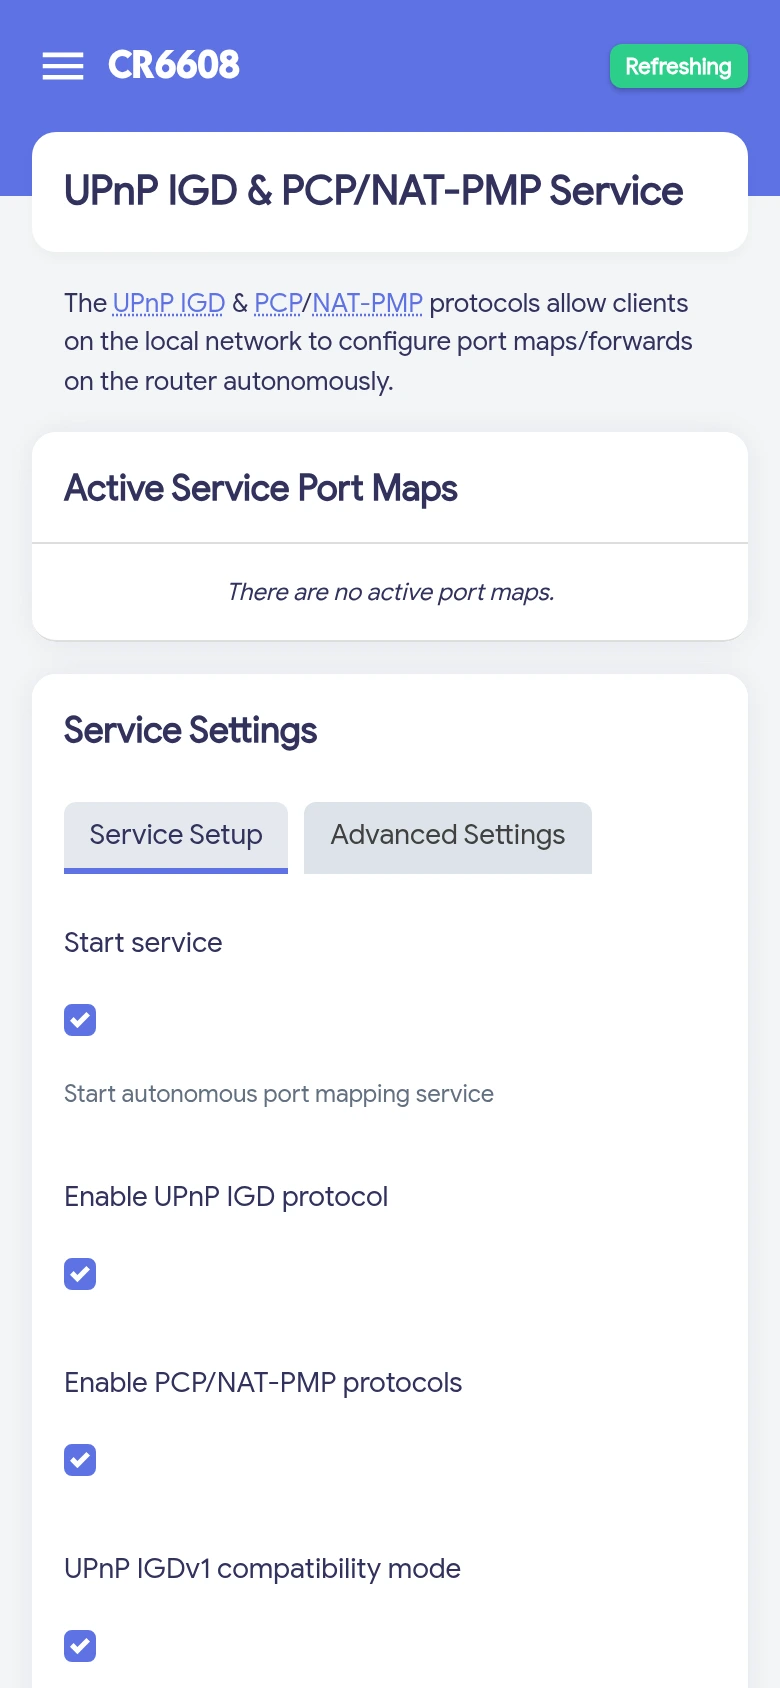 CR6608
Refreshing
UPnP IGD & PCP/NAT-PMP Service
The UPnP IGD & PCP/NAT-PMP protocols allow clients
on the local network to configure port maps/forwards
on the router autonomously.
Active Service Port Maps
There are no active port maps.
Service Settings
Service Setup
Advanced Settings
Start service
Start autonomous port mapping service
Enable UPnP IGD protocol
Enable PCP/NAT-PMP protocols
UPnP IGDv1 compatibility mode